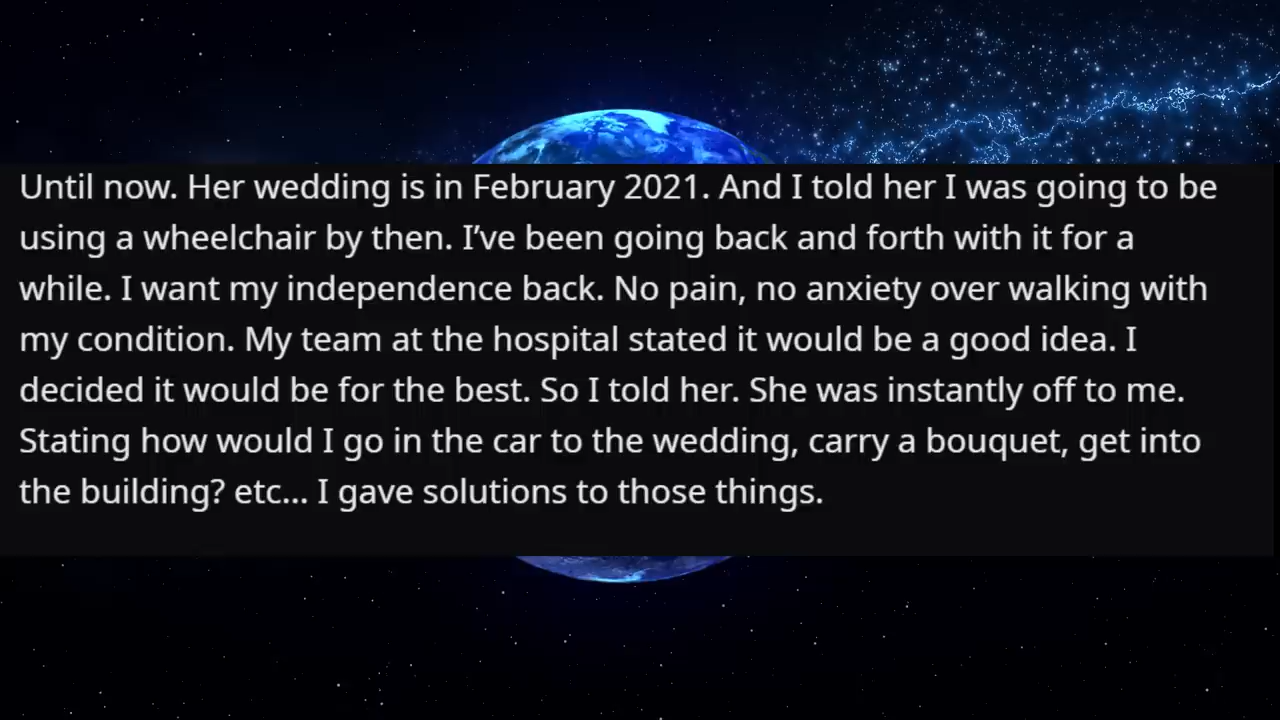 Until now. Her wedding is in February 2021. And I told her I was going to be
using a wheelchair by then. I’ve been going back and forth with it for a
while. I want my independence back. No pain, no anxiety over walking with
my condition. My team at the hospital stated it would be a good idea. I
decided it would be for the best. So I told her. She was instantly off to me.
Stating how would I go in the car to the wedding, carry a bouquet, get into
the building? etc... I gave solutions to those things.